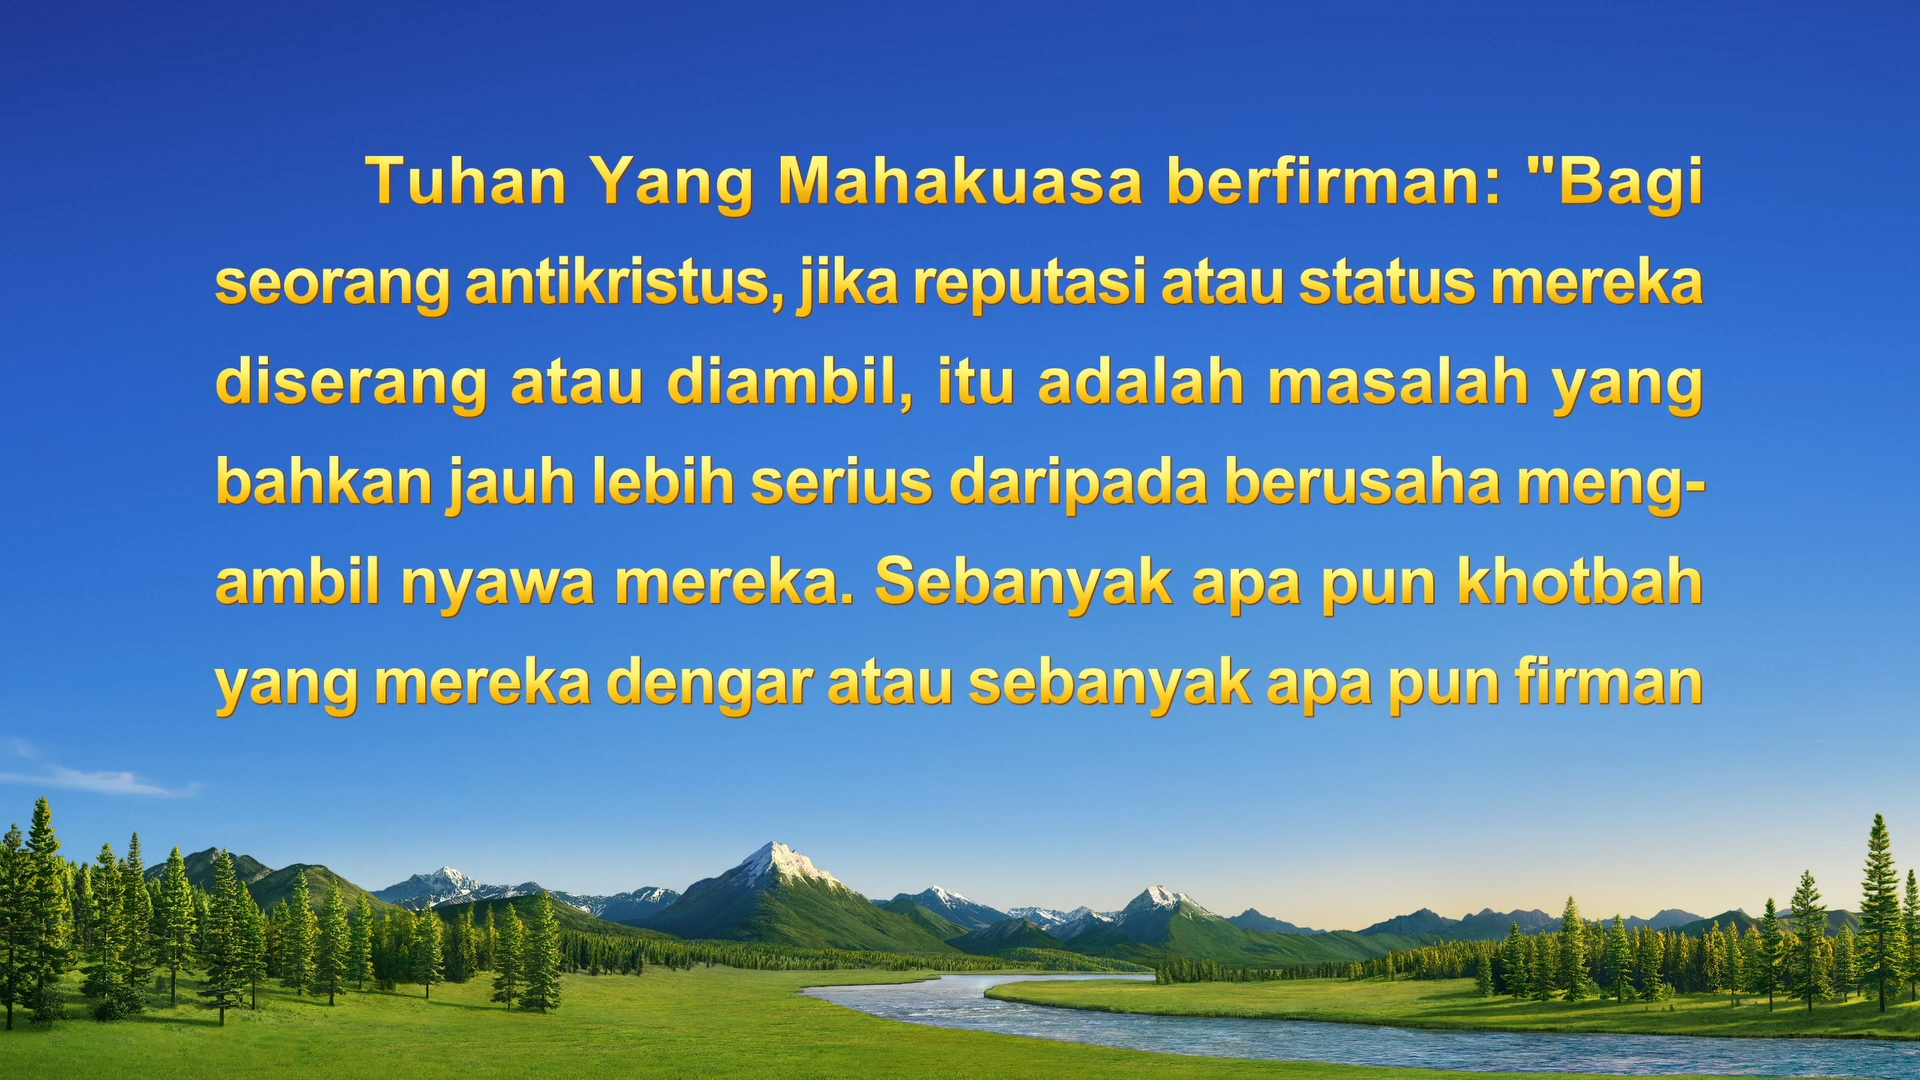 Tuhan Yang Mahakuasa berfirman: "Bagi
seorang antikristus, jika reputasi atau status mereka
diserang atau diambil, itu adalah masalah yang
bahkan jauh lebih serius daripada berusaha meng-
ambil nyawa mereka. Sebanyak apa pun khotbah
yang mereka dengar atau sebanyak apa pun firman